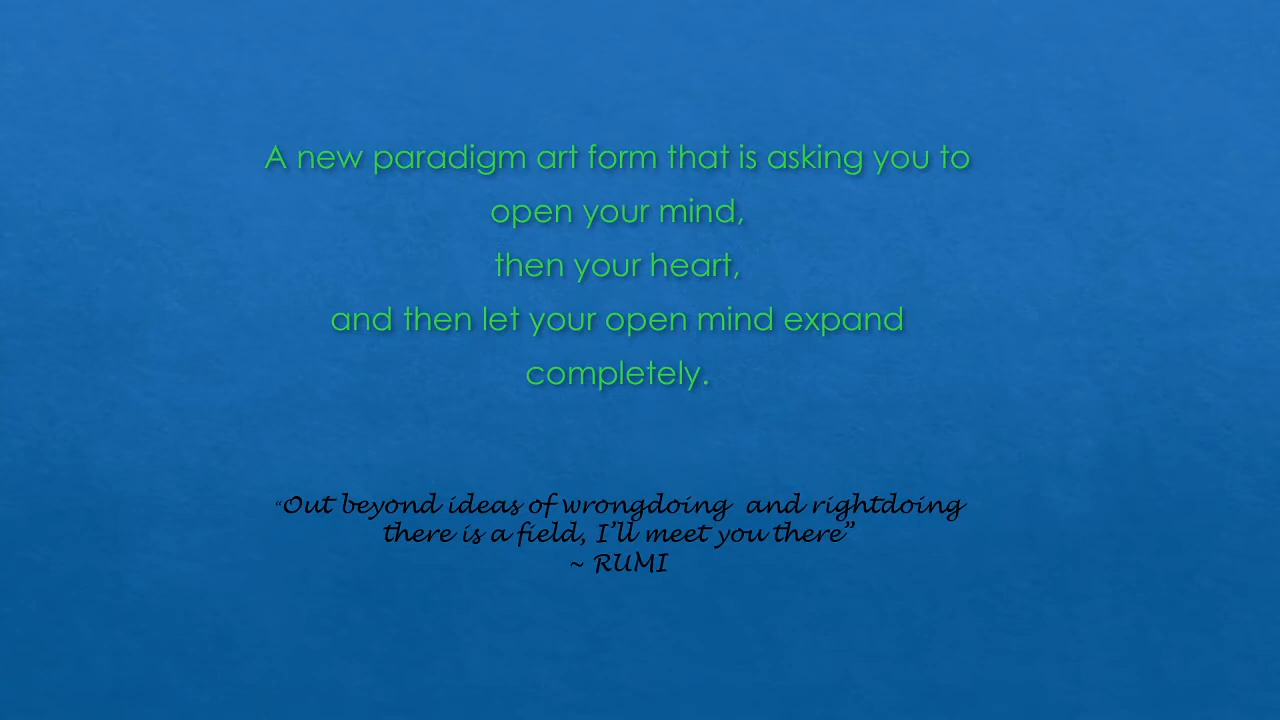 A new paradigm art form that is asking you to
open your mind,
then your heart,
and then let your open mind expand
completely.
“Out beyond ideas of wrongdoing  and rightdoing
there is a field, I’ll meet you there”
~ RUMI